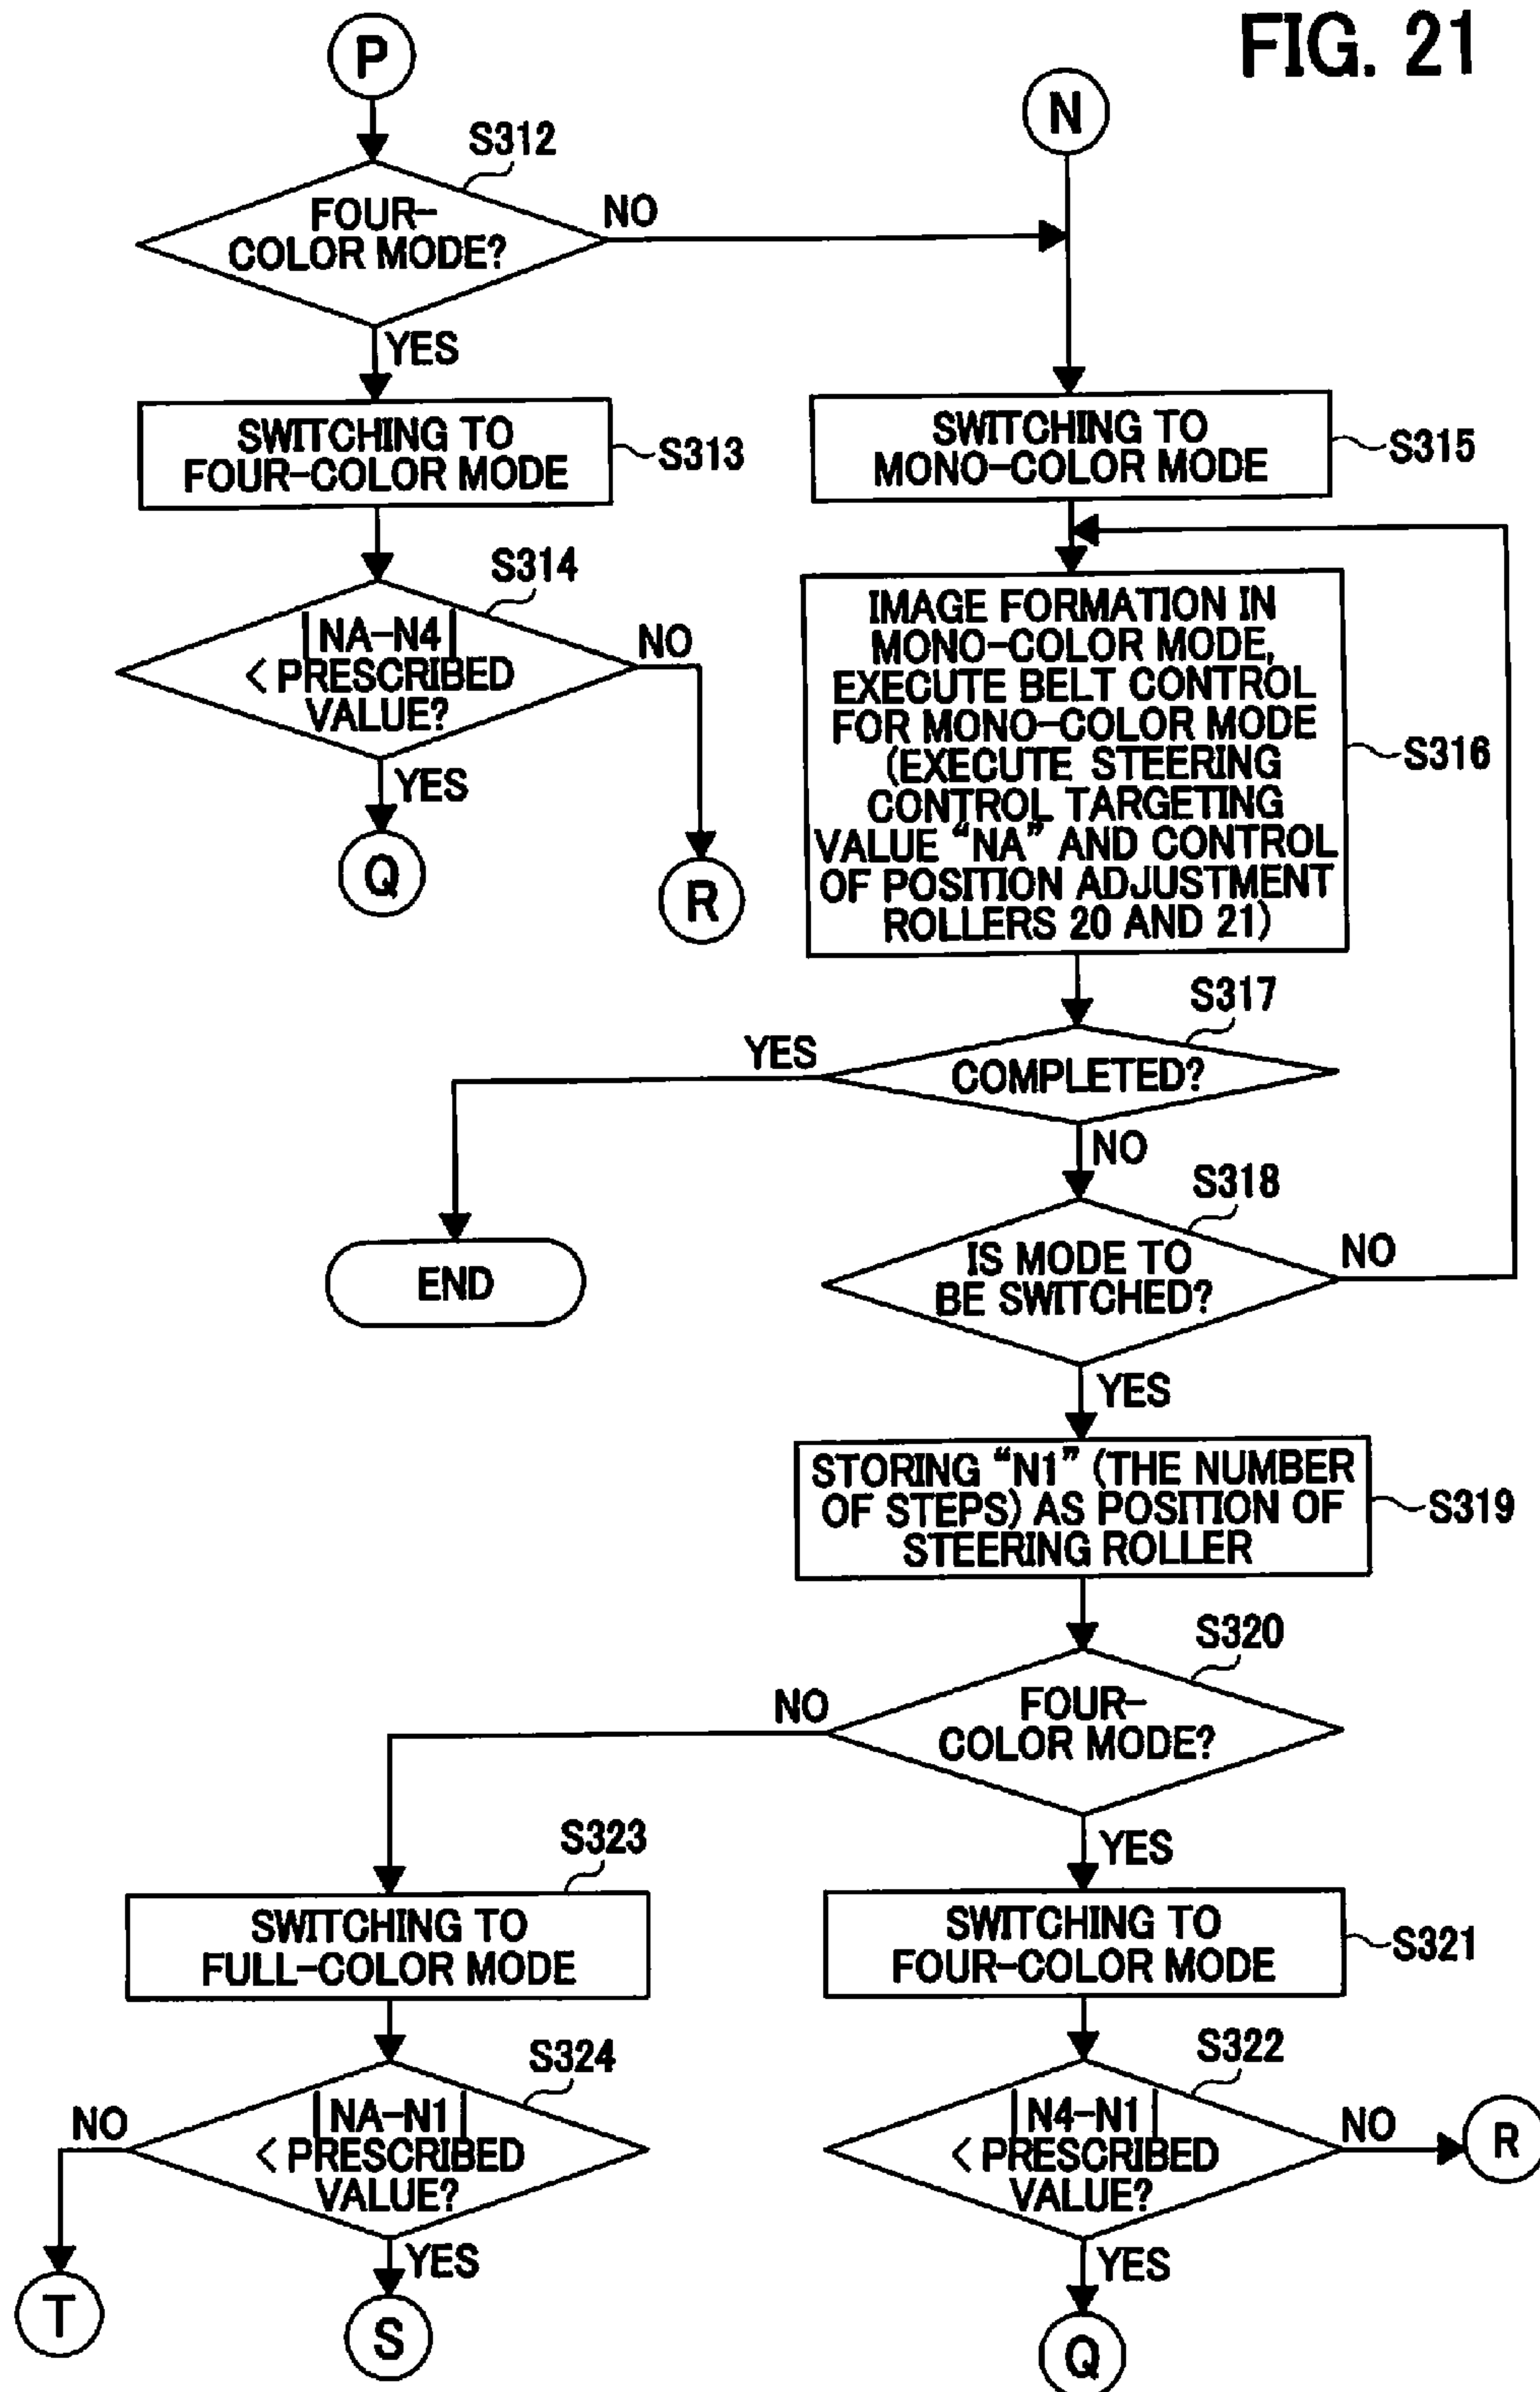 FIG. 21
P
N
S312
FOUR-
COLOR MODE?
NO
YES
SWITCHING TO
FOUR-COLOR MODE
S313
SWITCHING TO
MONO-COLOR MODE
S315
S314
|NA-N4|
< PRESCRIBED
VALUE?
NO
YES
Q
R
IMAGE FORMATION IN
MONO-COLOR MODE,
EXECUTE BELT CONTROL
FOR MONO-COLOR MODE
(EXECUTE STEERING
CONTROL TARGETING
VALUE “NA” AND CONTROL
OF POSITION ADJUSTMENT
ROLLERS 20 AND 21)
S316
S317
COMPLETED?
YES
NO
END
S318
IS MODE TO
BE SWITCHED?
NO
YES
STORING “N1” (THE NUMBER
OF STEPS) AS POSITION OF
STEERING ROLLER
S319
S320
FOUR-
COLOR MODE?
NO
YES
S323
SWITCHING TO
FULL-COLOR MODE
SWITCHING TO
FOUR-COLOR MODE
S321
S324
|NA-N1|
< PRESCRIBED
VALUE?
NO
YES
T
S
S322
|N4-N1|
< PRESCRIBED
VALUE?
NO
R
YES
Q